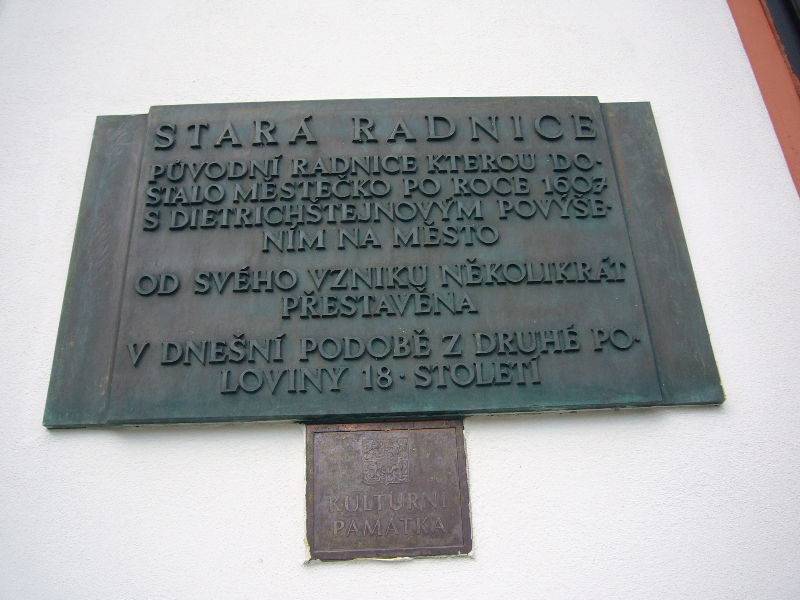 STARÁ RADNICE
PŮVODNÍ RADNICE KTEROU DO-
STALO MĚSTEČKO PO ROCE 1607
S DIETRICHŠTEJNOVÝM POVÝŠE-
NÍM NA MĚSTO
OD SVÉHO VZNIKU NĚKOLIKRÁT
PŘESTAVĚNA
V DNEŠNÍ PODOBĚ Z DRUHÉ PO-
LOVINY 18. STOLETÍ
KULTURNÍ
PAMÁTKA